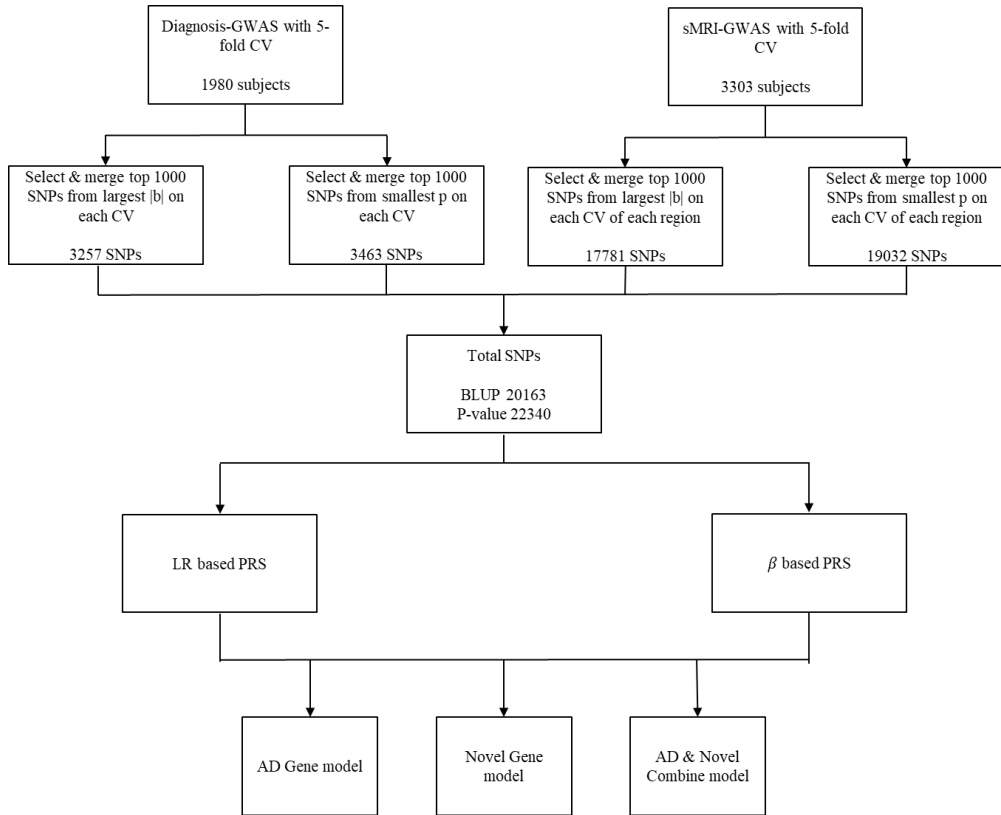 Diagnosis-GWAS with 5-
fold CV
1980 subjects
sMRI-GWAS with 5-fold
CV
3303 subjects
Select & merge top 1000
SNPs from largest |b| on
each CV
3257 SNPs
Select & merge top 1000
SNPs from smallest p on
each CV
3463 SNPs
Select & merge top 1000
SNPs from largest |b| on
each CV of each region
17781 SNPs
Select & merge top 1000
SNPs from smallest p on
each CV of each region
19032 SNPs
Total SNPs
BLUP 20163
P-value 22340
LR based PRS
β based PRS
AD Gene model
Novel Gene
model
AD & Novel
Combine model